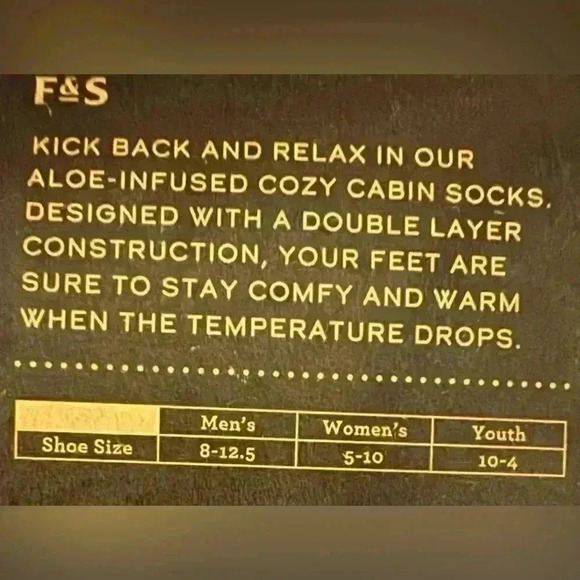 F&S
KICK BACK AND RELAX IN OUR
ALOE-INFUSED COZY CABIN SOCKS.
DESIGNED WITH A DOUBLE LAYER
CONSTRUCTION, YOUR FEET ARE
SURE TO STAY COMFY AND WARM
WHEN THE TEMPERATURE DROPS.
Men's Women's Youth
Shoe Size 8-12.5 5-10 10-4